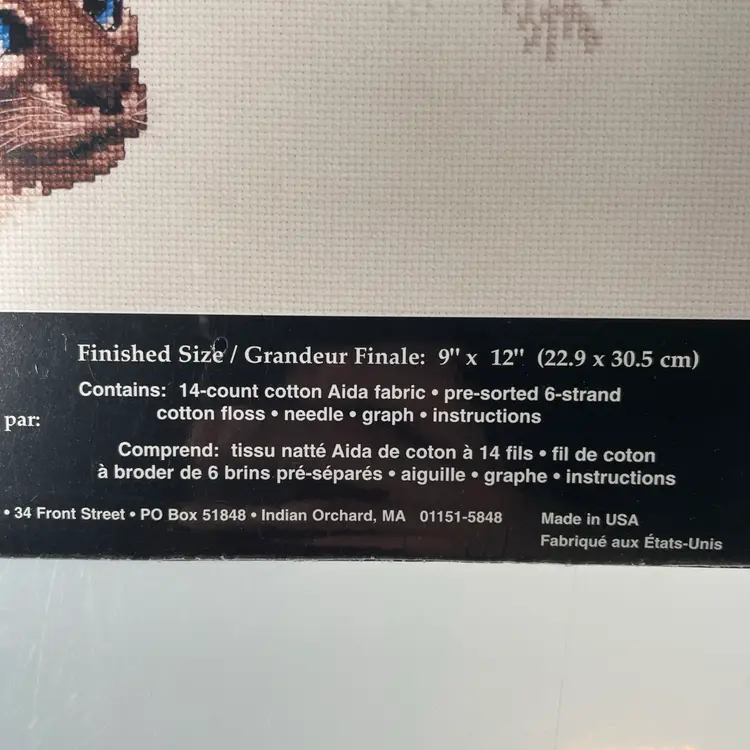 Finished Size / Grandeur Finale: 9" x 12" (22.9 x 30.5 cm)
Contains: 14-count cotton Aida fabric • pre-sorted 6-strand
cotton floss • needle • graph • instructions
par:
Comprend: tissu natté Aida de coton à 14 fils • fil de coton
à broder de 6 brins pré-séparés • aiguille • graphe • instructions
• 34 Front Street • PO Box 51848 • Indian Orchard, MA 01151-5848
Made in USA
Fabriqué aux États-Unis